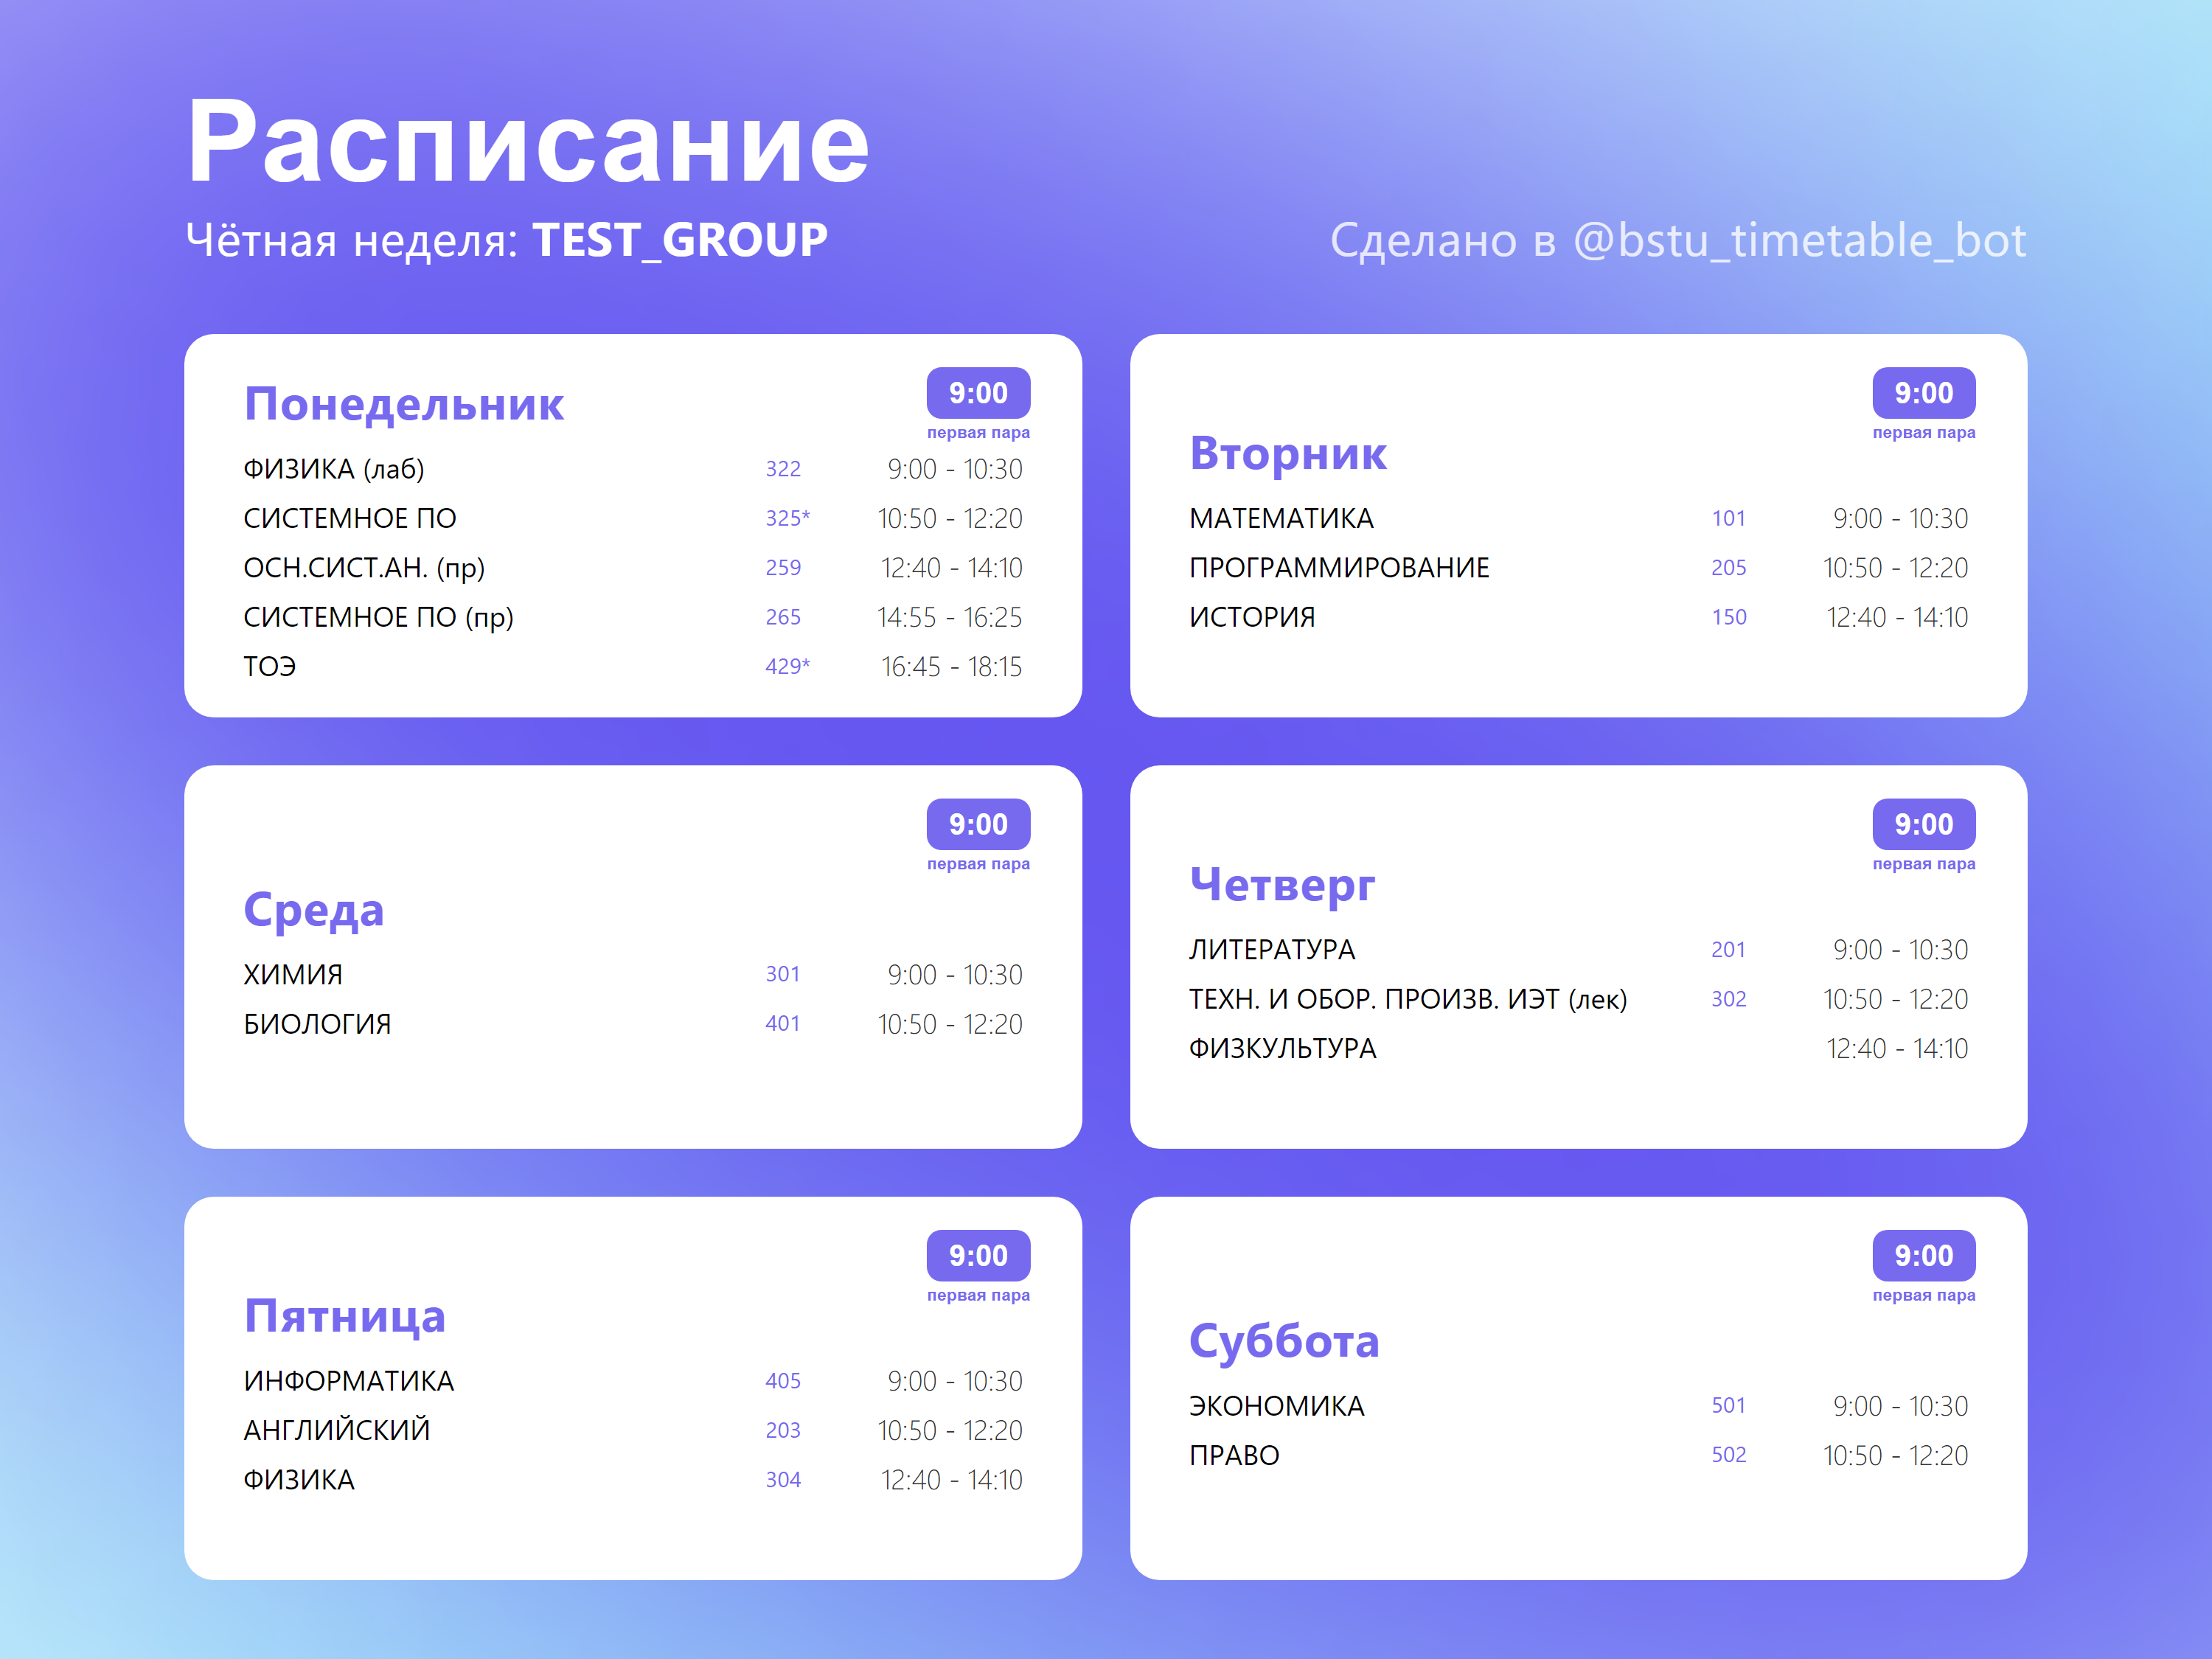 Расписание
Чётная неделя: TEST_GROUP
Сделано в @bstu_timetable_bot
Понедельник
9:00
первая пара
ФИЗИКА (лаб) 322 9:00 - 10:30
СИСТЕМНОЕ ПО 325* 10:50 - 12:20
ОСН.СИСТ.АН. (пр) 259 12:40 - 14:10
СИСТЕМНОЕ ПО (пр) 265 14:55 - 16:25
ТОЭ 429* 16:45 - 18:15
Вторник
9:00
первая пара
МАТЕМАТИКА 101 9:00 - 10:30
ПРОГРАММИРОВАНИЕ 205 10:50 - 12:20
ИСТОРИЯ 150 12:40 - 14:10
Среда
9:00
первая пара
ХИМИЯ 301 9:00 - 10:30
БИОЛОГИЯ 401 10:50 - 12:20
Четверг
9:00
первая пара
ЛИТЕРАТУРА 201 9:00 - 10:30
ТЕХН. И ОБОР. ПРОИЗВ. ИЭТ (лек) 302 10:50 - 12:20
ФИЗКУЛЬТУРА 12:40 - 14:10
Пятница
9:00
первая пара
ИНФОРМАТИКА 405 9:00 - 10:30
АНГЛИЙСКИЙ 203 10:50 - 12:20
ФИЗИКА 304 12:40 - 14:10
Суббота
9:00
первая пара
ЭКОНОМИКА 501 9:00 - 10:30
ПРАВО 502 10:50 - 12:20